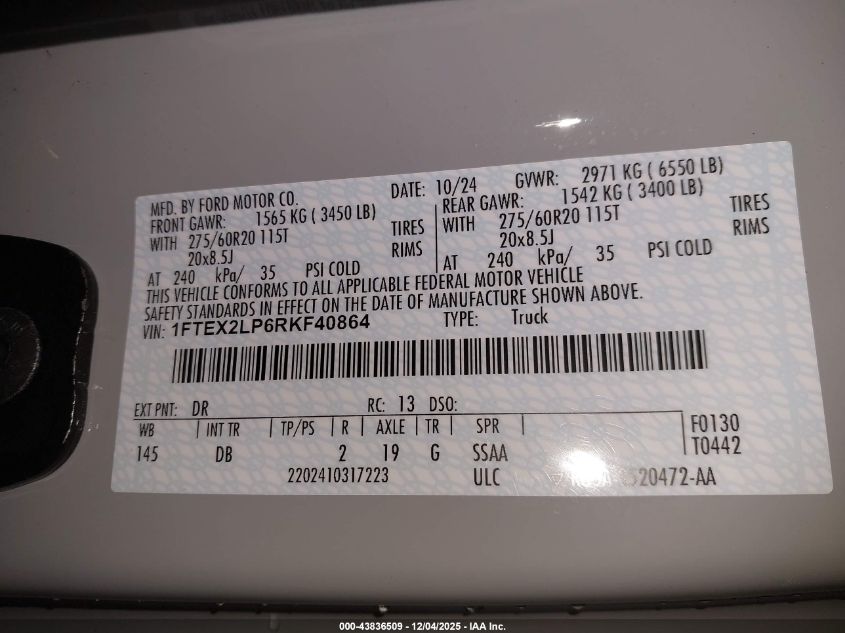 MFD. BY FORD MOTOR CO. DATE: 10/24 GVWR: 2971 KG ( 6550 LB)
FRONT GAWR: 1565 KG ( 3450 LB) REAR GAWR: 1542 KG ( 3400 LB)
WITH 275/60R20 115T TIRES WITH 275/60R20 115T TIRES
20x8.5J RIMS 20x8.5J RIMS
AT 240 kPa/ 35 PSI COLD AT 240 kPa/ 35 PSI COLD
THIS VEHICLE CONFORMS TO ALL APPLICABLE FEDERAL MOTOR VEHICLE
SAFETY STANDARDS IN EFFECT ON THE DATE OF MANUFACTURE SHOWN ABOVE.
VIN: 1FTEX2LP6RKF40864 TYPE: Truck
EXT PNT: DR RC: 13 DSO:
WB INT TR TP/PS R AXLE TR SPR F0130
145 DB 2 19 G SSAA T0442
2202410317223 ULC 520472-AA
000-43836509 - 12/04/2025 - IAA Inc.